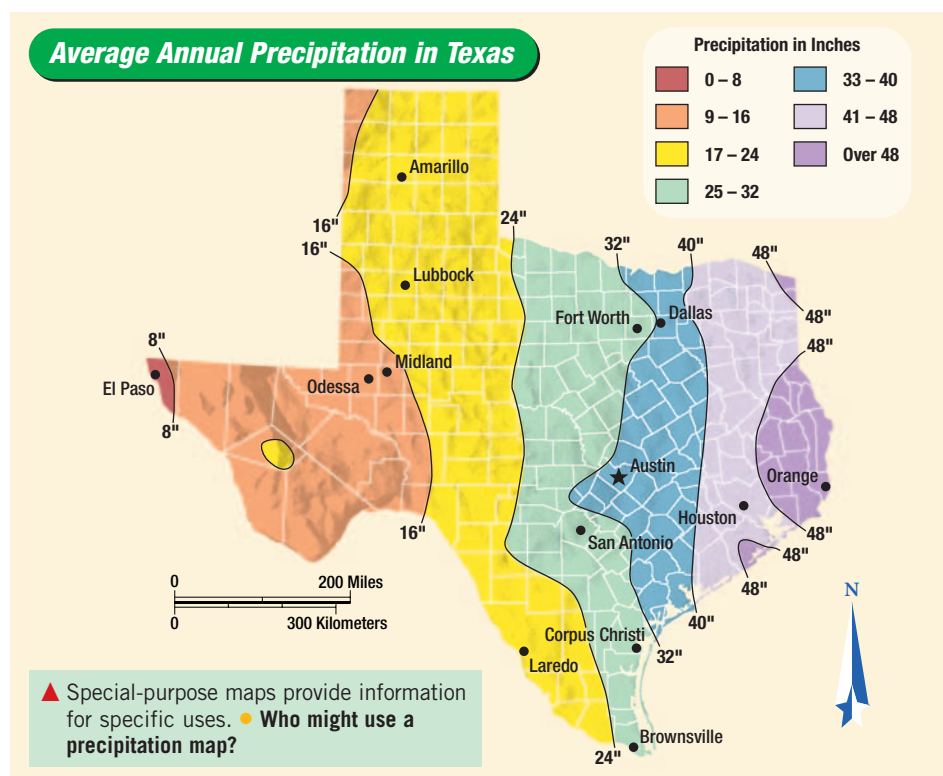 Average Annual Precipitation in Texas
Precipitation in Inches
0 – 8
9 – 16
17 – 24
25 – 32
33 – 40
41 – 48
Over 48
Amarillo
16"
16"
24"
32"
40"
48"
Lubbock
Fort Worth
Dallas
48"
48"
8"
El Paso
8"
Midland
Odessa
Austin
Orange
Houston
16"
San Antonio
48"
48"
48"
0 200 Miles
0 300 Kilometers
N
40"
Corpus Christi
32"
Laredo
Brownsville
24"
▲ Special-purpose maps provide information
for specific uses. ● Who might use a
precipitation map?